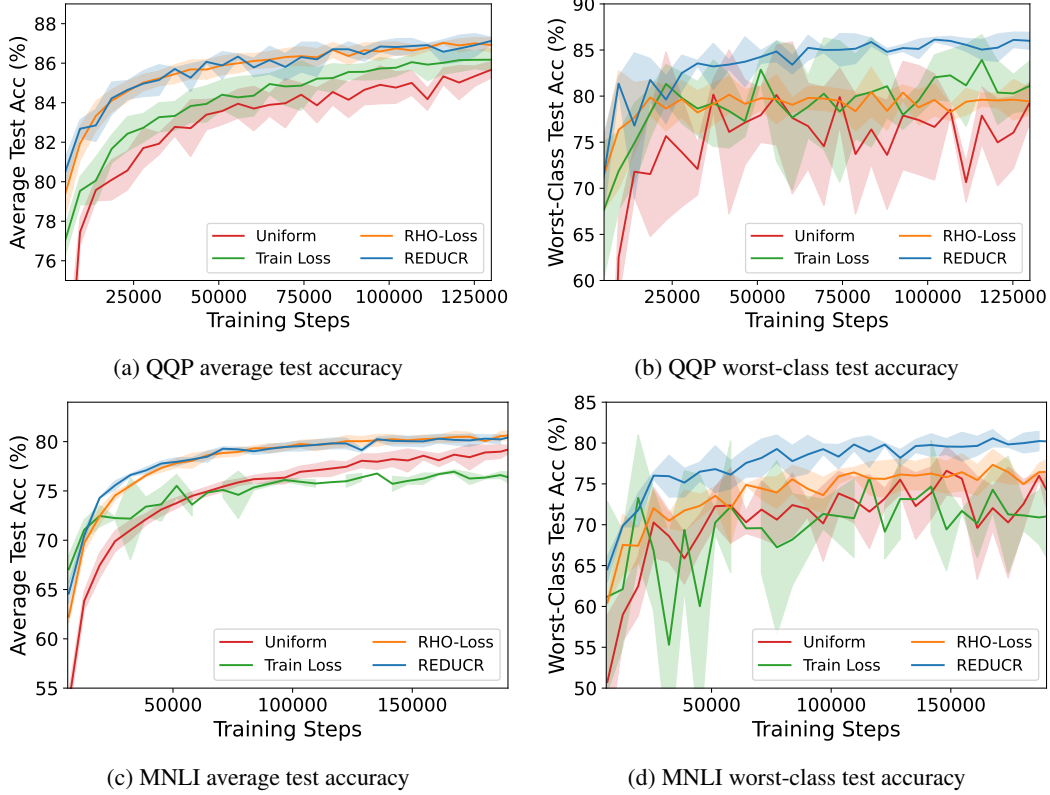 88
86
84
82
80
78
76
Average Test Acc (%)
Uniform
Train Loss
RHO-Loss
REDUCR
25000 50000 75000 100000 125000
Training Steps
(a) QQP average test accuracy
90
85
80
75
70
65
60
Worst-Class Test Acc (%)
Uniform
Train Loss
RHO-Loss
REDUCR
25000 50000 75000 100000 125000
Training Steps
(b) QQP worst-class test accuracy
80
75
70
65
60
55
Average Test Acc (%)
Uniform
Train Loss
RHO-Loss
REDUCR
50000 100000 150000
Training Steps
(c) MNLI average test accuracy
85
80
75
70
65
60
55
50
Worst-Class Test Acc (%)
Uniform
Train Loss
RHO-Loss
REDUCR
50000 100000 150000
Training Steps
(d) MNLI worst-class test accuracy